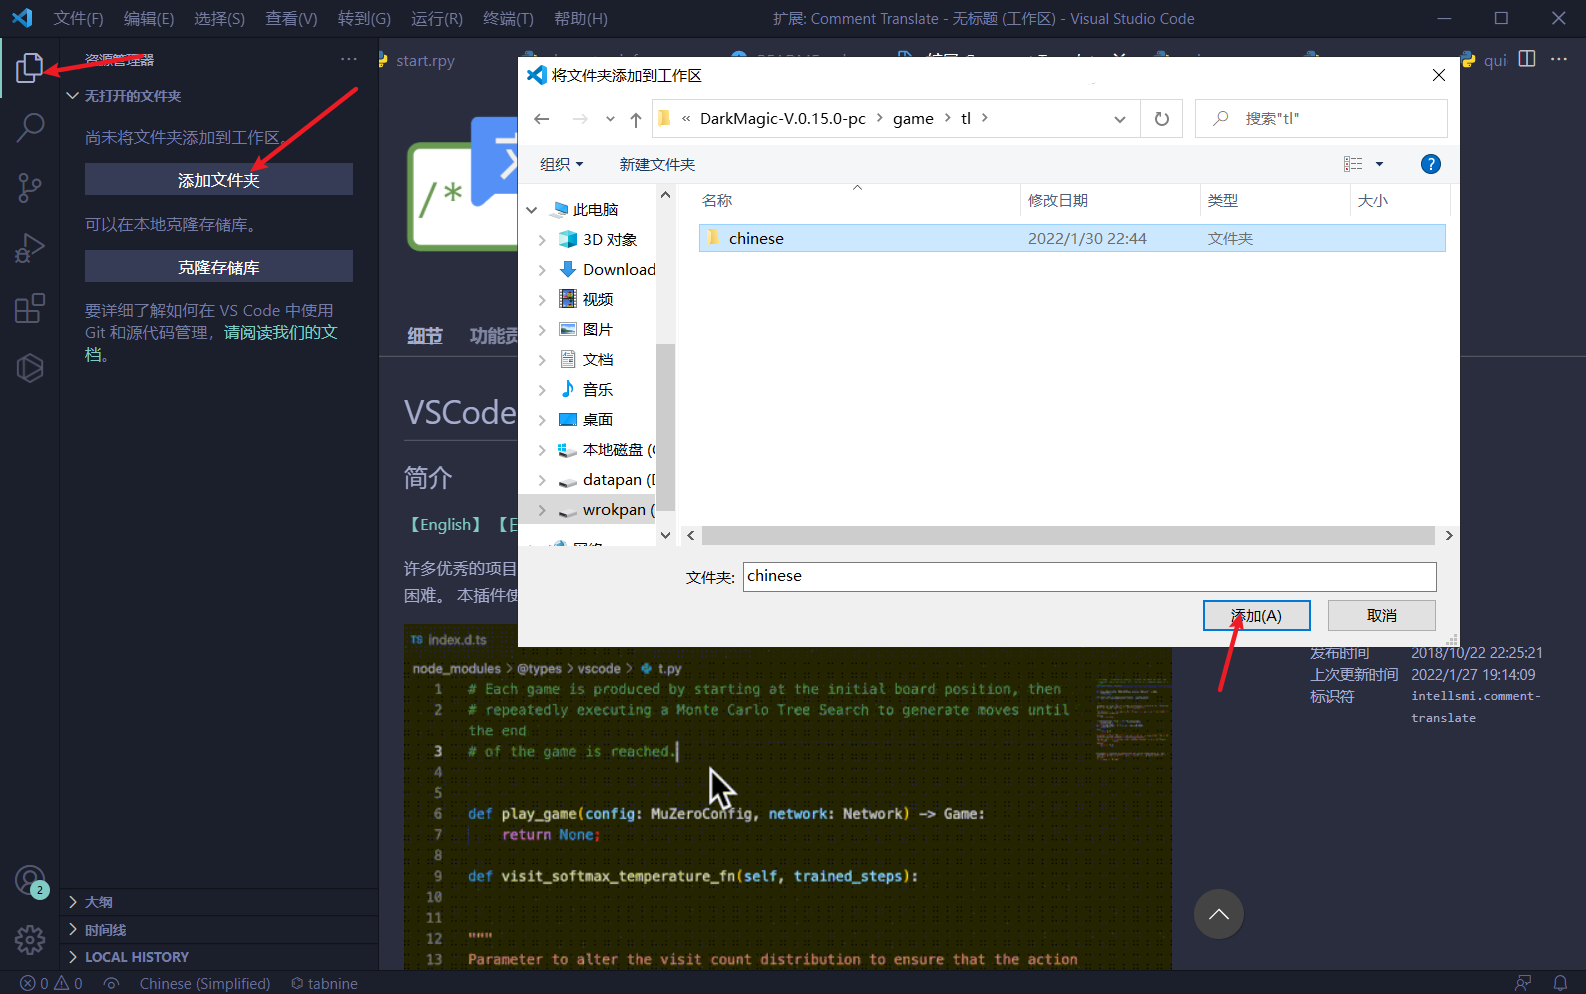 文件(F) 编辑(E) 选择(S) 查看(V) 转到(G) 运行(R) 终端(T) 帮助(H) 扩展: Comment Translate - 无标题 (工作区) - Visual Studio Code
资源管理器
无打开的文件夹
尚未将文件夹添加到工作区。
添加文件夹
可以在本地克隆存储库。
克隆存储库
要详细了解如何在 VS Code 中使用
Git 和源代码管理，请阅读我们的文
档。
大纲
时间线
LOCAL HISTORY
2
start.rpy
qui
/*
细节 功能贡
VSCode
简介
【English】 【
许多优秀的项目
困难。 本插件使
将文件夹添加到工作区
« DarkMagic-V.0.15.0-pc > game > tl >
搜索"tl"
组织 新建文件夹
此电脑
3D 对象
Download
视频
图片
文档
音乐
桌面
本地磁盘 (
datapan (
wrokpan (
网络
名称 修改日期 类型 大小
chinese 2022/1/30 22:44 文件夹
文件夹: chinese
添加(A) 取消
TS index.d.ts
node_modules > @types > vscode > t.py
1 # Each game is produced by starting at the initial board position, then
2 # repeatedly executing a Monte Carlo Tree Search to generate moves until
the end
3 # of the game is reached.
4
5
6 def play_game(config: MuZeroConfig, network: Network) -> Game:
7 return None;
8
9 def visit_softmax_temperature_fn(self, trained_steps):
10
11
12 """
13 Parameter to alter the visit count distribution to ensure that the action
发布时间 2018/10/22 22:25:21
上次更新时间 2022/1/27 19:14:09
标识符 intellsmi.comment-
translate
0 0 Chinese (Simplified) tabnine